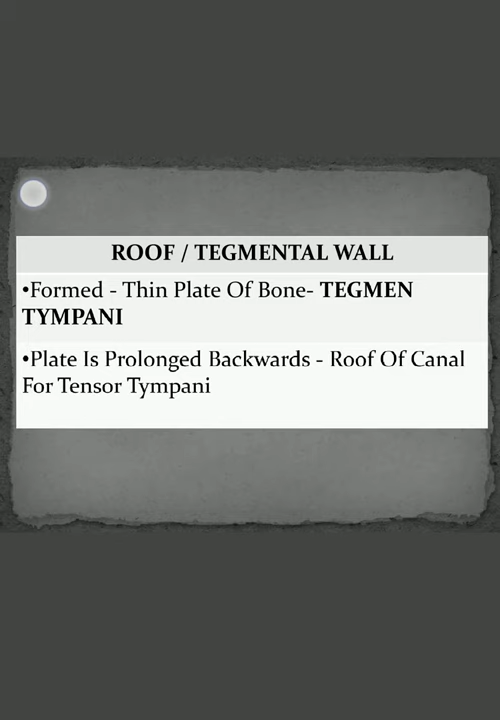 ROOF / TEGMENTAL WALL
•Formed - Thin Plate Of Bone- TEGMEN
TYMPANI
•Plate Is Prolonged Backwards - Roof Of Canal
For Tensor Tympani